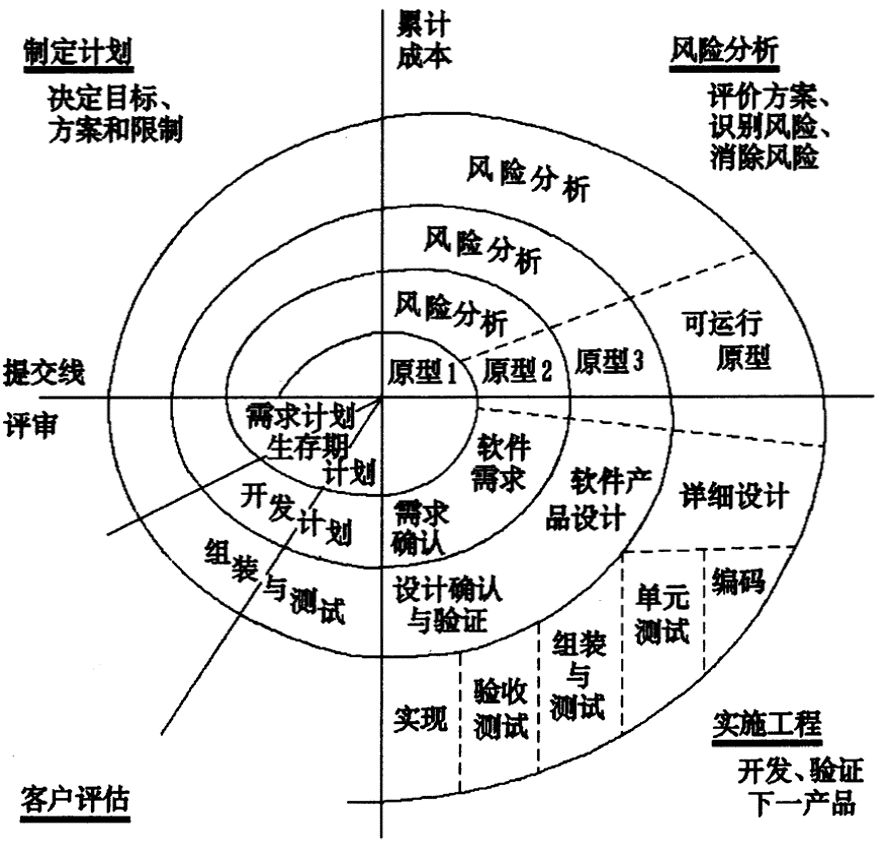 累计
成本
制定计划
决定目标、
方案和限制
风险分析
评价方案、
识别风险、
消除风险
风险分析
风险分析
风险分析
原型1
原型2
原型3
可运行
原型
提交线
评审
需求计划
生存期
计划
开发计划
组装与测试
软件
需求
需求
确认
软件产
品设计
设计确认
与验证
详细设计
编码
单元
测试
组装
与
测试
验收
测试
实现
实施工程
开发、验证
下一产品
客户评估